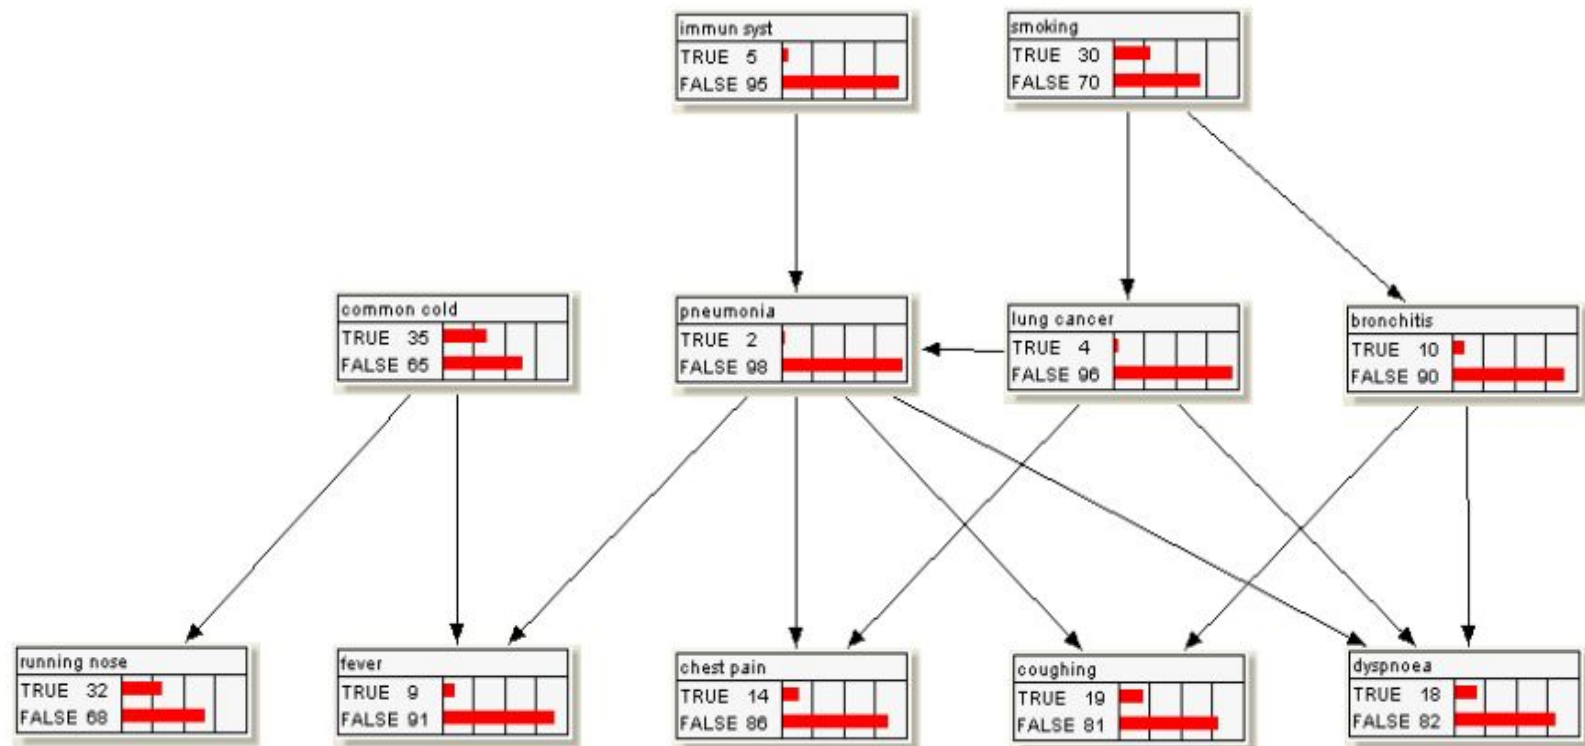 immun syst
TRUE 5
FALSE 95
smoking
TRUE 30
FALSE 70
common cold
TRUE 35
FALSE 65
pneumonia
TRUE 2
FALSE 98
lung cancer
TRUE 4
FALSE 96
bronchitis
TRUE 10
FALSE 90
running nose
TRUE 32
FALSE 68
fever
TRUE 9
FALSE 91
chest pain
TRUE 14
FALSE 86
coughing
TRUE 19
FALSE 81
dyspnoea
TRUE 18
FALSE 82